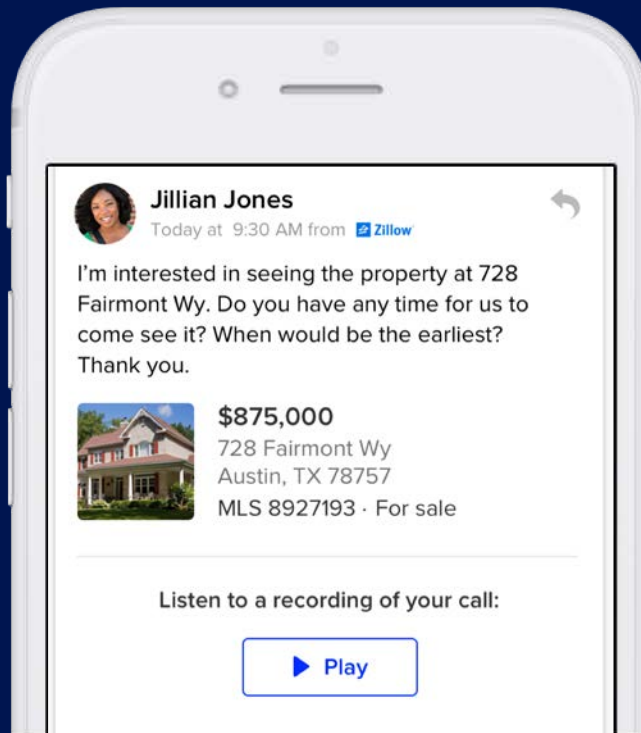 Jillian Jones
Today at 9:30 AM from Zillow
I'm interested in seeing the property at 728
Fairmont Wy. Do you have any time for us to
come see it? When would be the earliest?
Thank you.
$875,000
728 Fairmont Wy
Austin, TX 78757
MLS 8927193 · For sale
Listen to a recording of your call:
Play